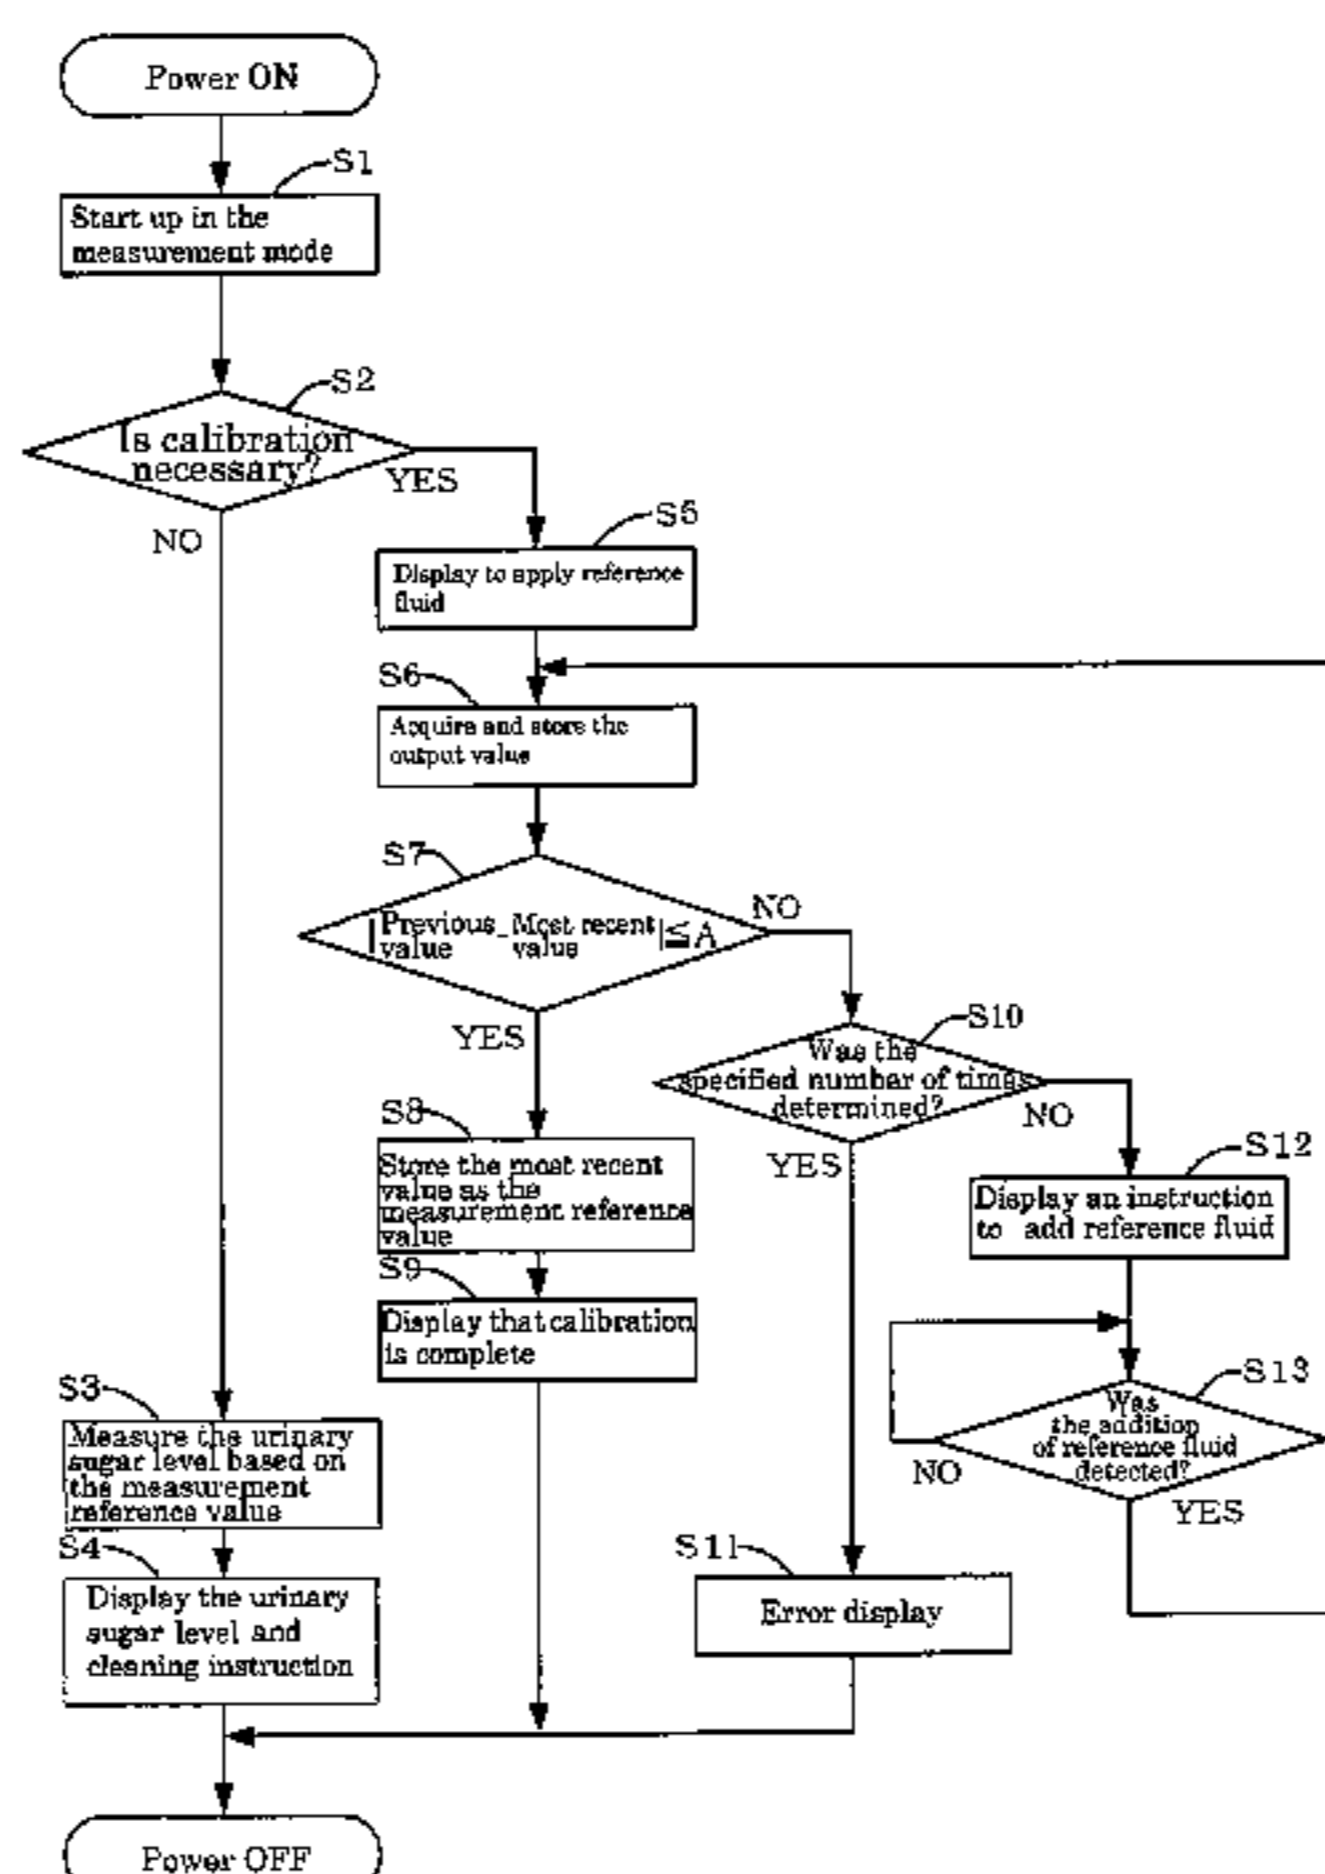 Power ON
S1
Start up in the
measurement mode
S2
Is calibration
necessary?
YES
NO
S5
Display to apply reference
fluid
S6
Acquire and store the
output value
S7
|Previous value - Most recent value| ≦ A
NO
YES
S10
Was the
specified number of times
determined?
NO
YES
S8
Store the most recent
value as the
measurement reference
value
S12
Display an instruction
to add reference fluid
S9
Display that calibration
is complete
S13
Was
the addition
of reference fluid
detected?
NO
YES
S3
Measure the urinary
sugar level based on
the measurement
reference value
S4
Display the urinary
sugar level and
cleaning instruction
S11
Error display
Power OFF